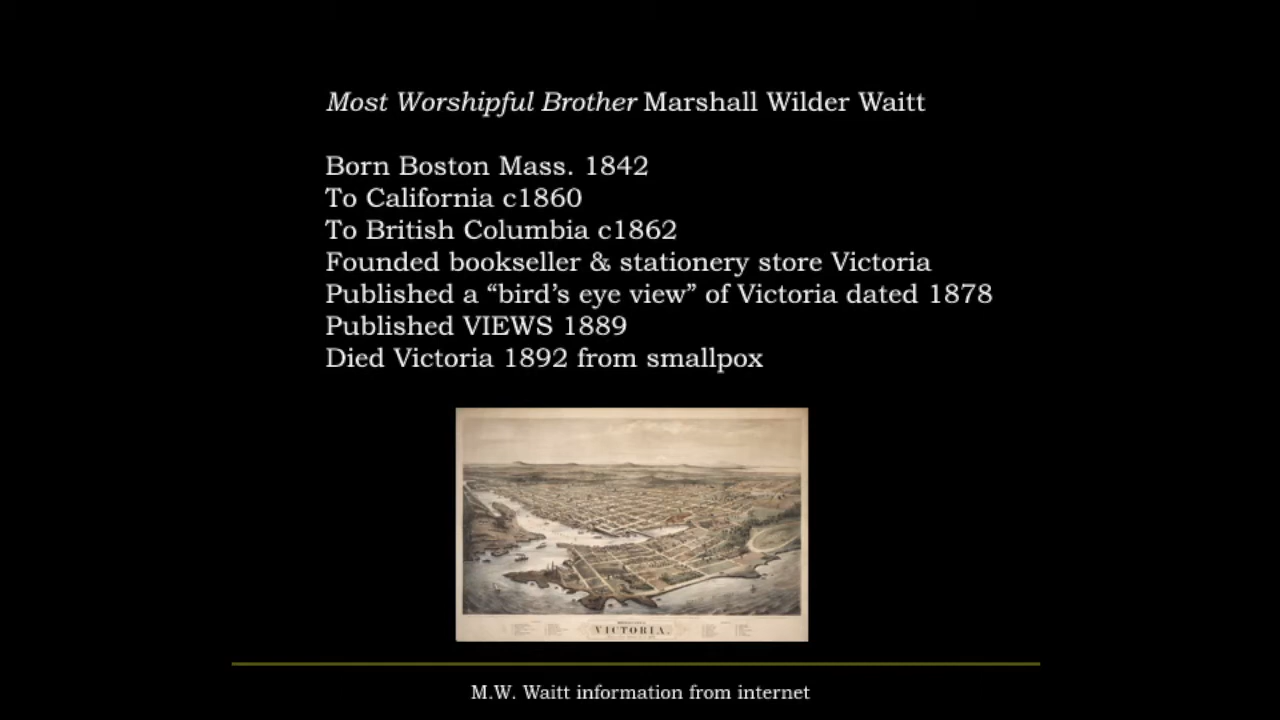 Most Worshipful Brother Marshall Wilder Waitt
Born Boston Mass. 1842
To California c1860
To British Columbia c1862
Founded bookseller & stationery store Victoria
Published a “bird’s eye view” of Victoria dated 1878
Published VIEWS 1889
Died Victoria 1892 from smallpox
VICTORIA.
M.W. Waitt information from internet